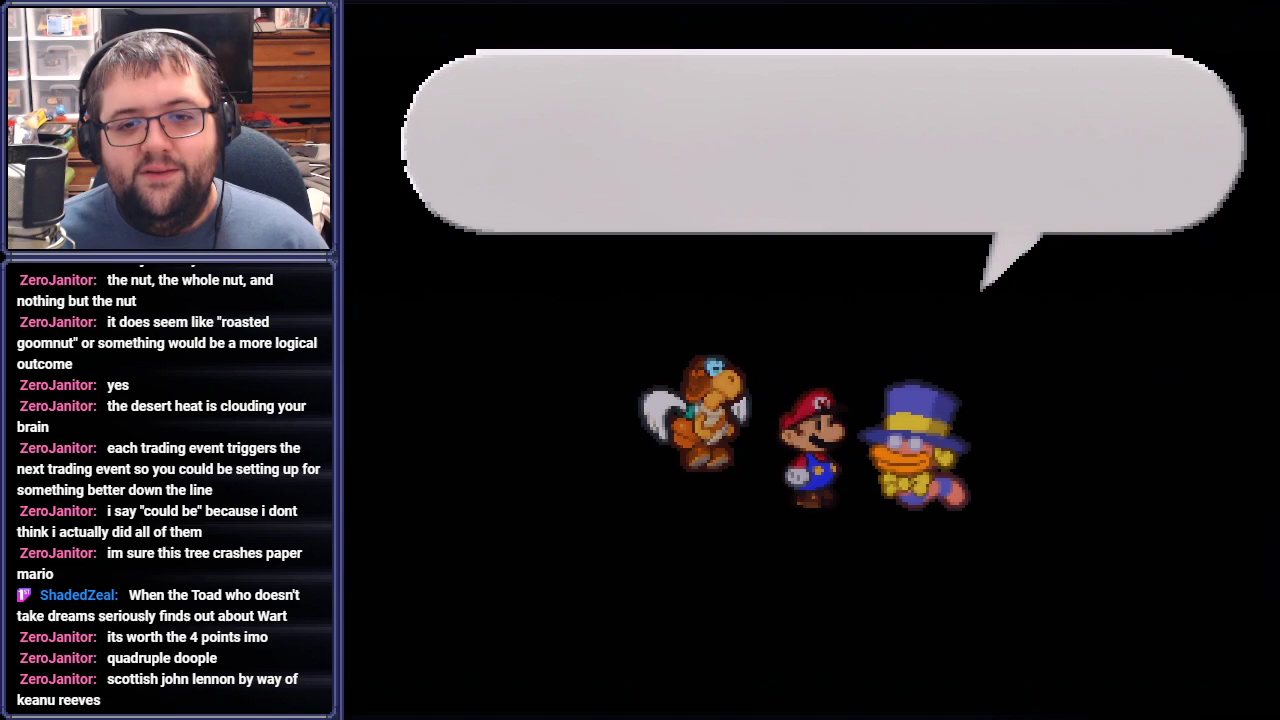 ZeroJanitor: the nut, the whole nut, and
nothing but the nut
ZeroJanitor: it does seem like "roasted
goomnut" or something would be a more logical
outcome
ZeroJanitor: yes
ZeroJanitor: the desert heat is clouding your
brain
ZeroJanitor: each trading event triggers the
next trading event so you could be setting up for
something better down the line
ZeroJanitor: i say "could be" because i dont
think i actually did all of them
ZeroJanitor: im sure this tree crashes paper
mario
ShadedZeal: When the Toad who doesn't
take dreams seriously finds out about Wart
ZeroJanitor: its worth the 4 points imo
ZeroJanitor: quadruple doople
ZeroJanitor: scottish john lennon by way of
keanu reeves